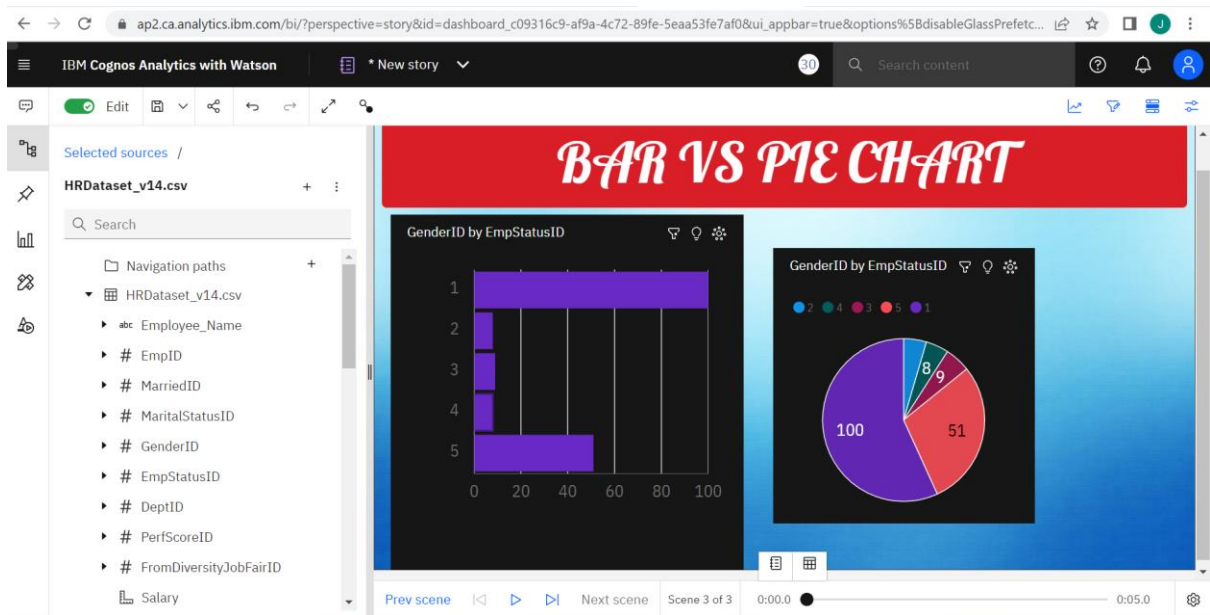 ap2.ca.analytics.ibm.com/bi/?perspective=story&id=dashboard_c09316c9-af9a-4c72-89fe-5eaa53fe7af0&ui_appbar=true&options%5BdisableGlassPrefetc... J
IBM Cognos Analytics with Watson * New story 30 Search content
Edit
Selected sources /
HRDataset_v14.csv
Search
Navigation paths
HRDataset_v14.csv
abc Employee_Name
# EmpID
# MarriedID
# MaritalStatusID
# GenderID
# EmpStatusID
# DeptID
# PerfScoreID
# FromDiversityJobFairID
Salary
BAR VS PIE CHART
GenderID by EmpStatusID
1
2
3
4
5
0 20 40 60 80 100
GenderID by EmpStatusID
2 4 3 5 1
8
9
100
51
Prev scene Next scene Scene 3 of 3 0:00.0 0:05.0